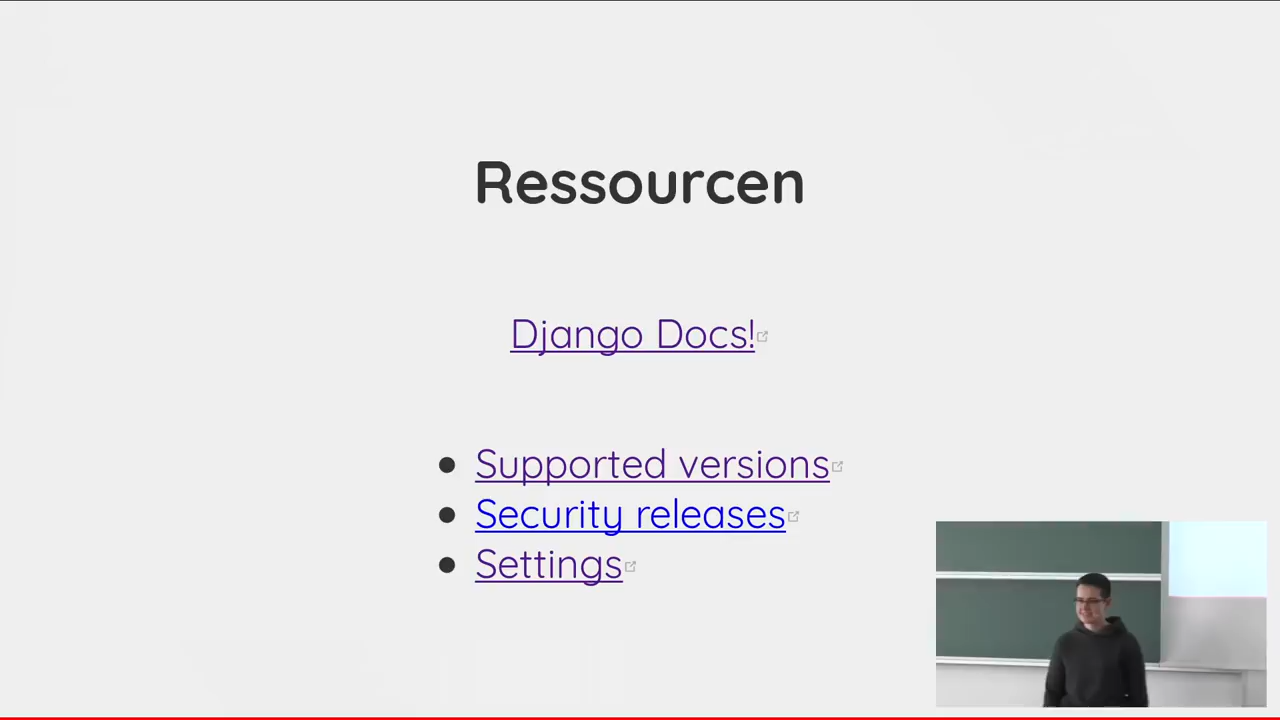 Ressourcen
Django Docs!
Supported versions
Security releases
Settings